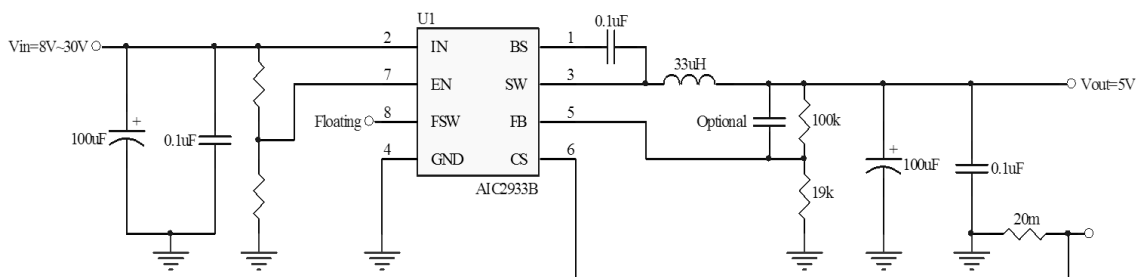 U1
Vin=8V~30V
2
IN
BS
1
0.1uF
7
EN
SW
3
33uH
Vout=5V
Floating
8
FSW
FB
5
Optional
100k
100uF
+
0.1uF
4
GND
CS
6
AIC2933B
19k
+
100uF
0.1uF
20m